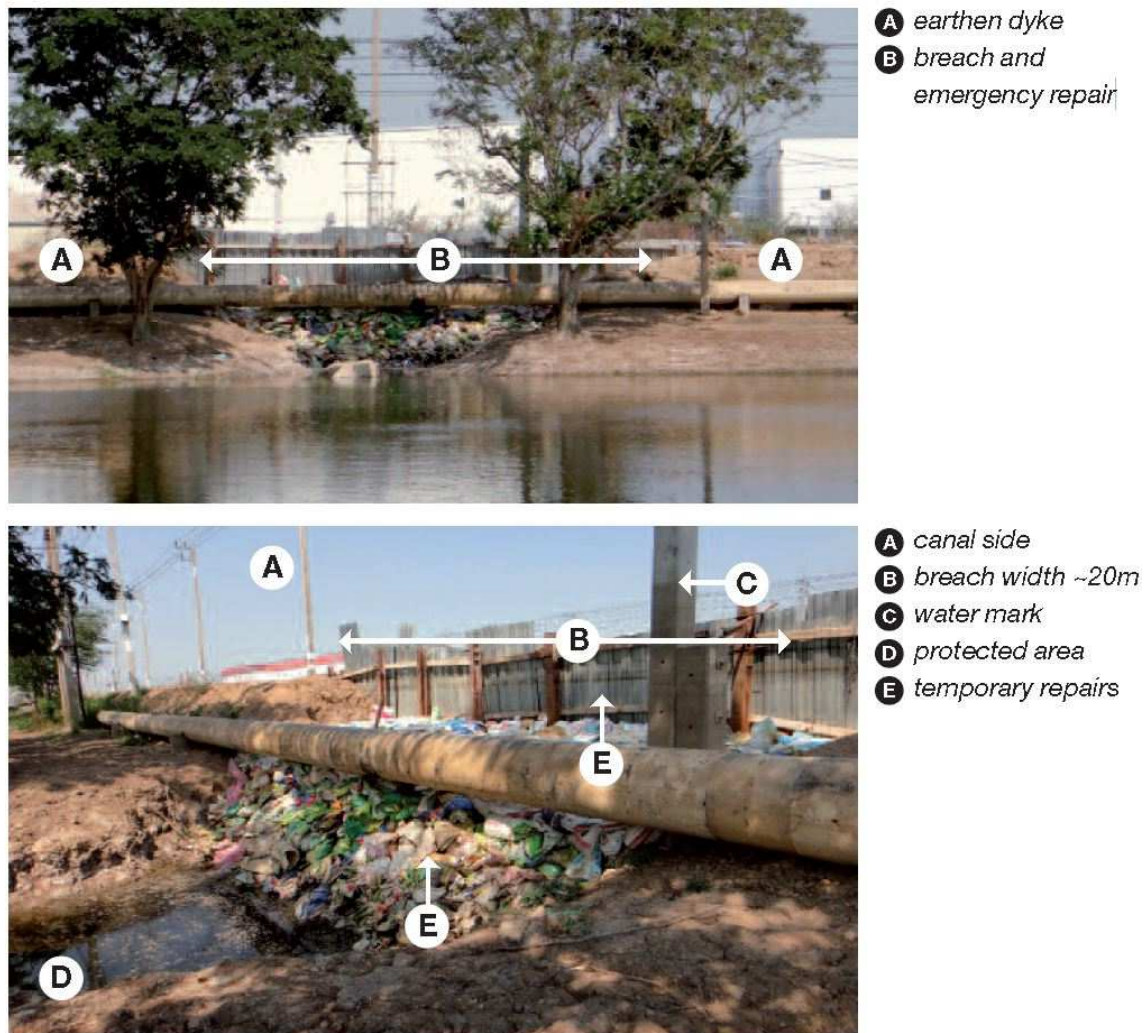 A earthen dyke
B breach and
emergency repair
A B A
A canal side
B breach width ~20m
C water mark
D protected area
E temporary repairs
A
C
B
E
E
D